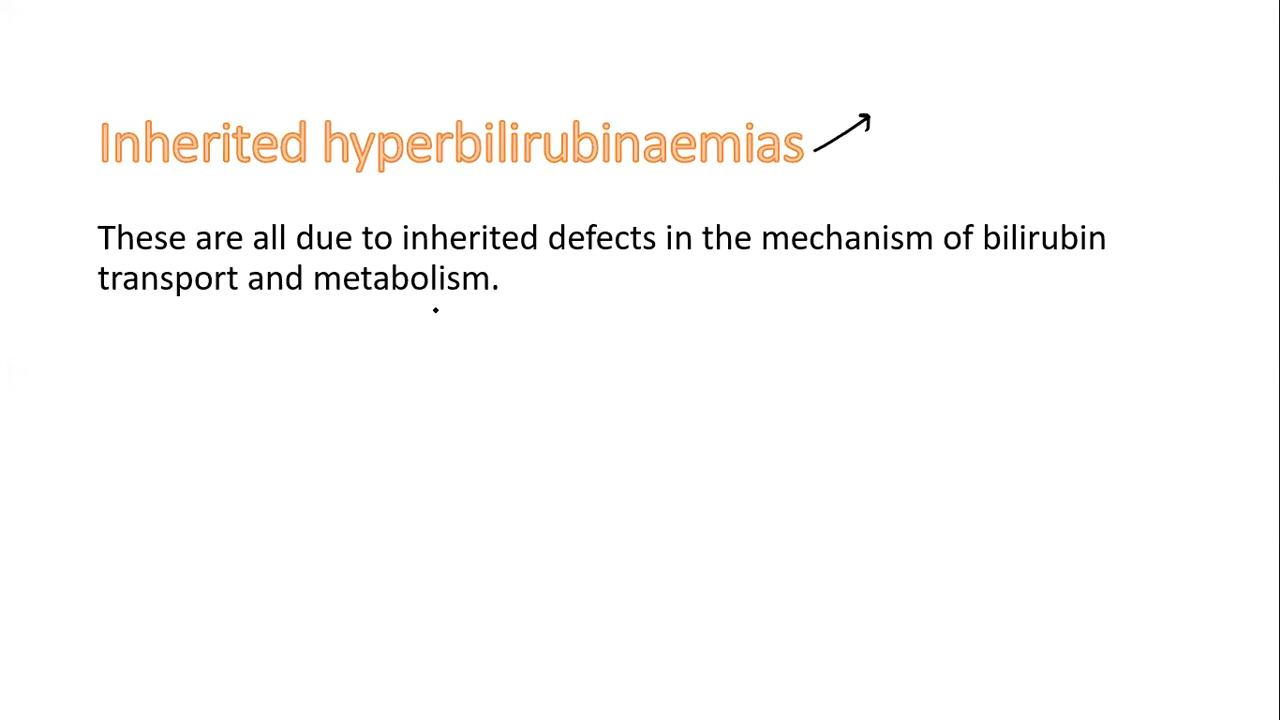 Inherited hyperbilirubinaemias
These are all due to inherited defects in the mechanism of bilirubin
transport and metabolism.